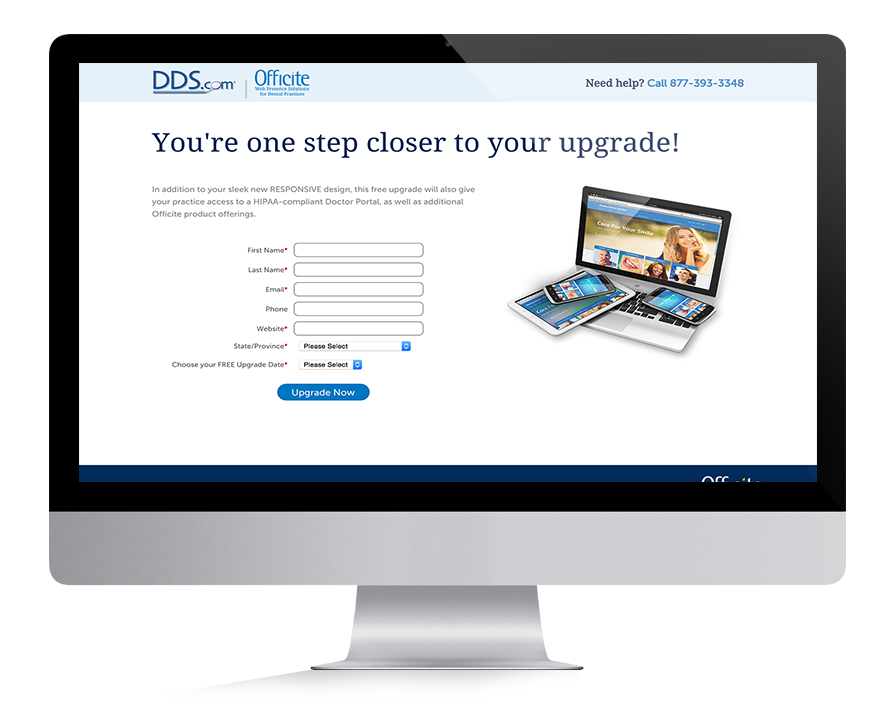 DDS.com
Officite
Web Presence Solutions
for Dental Practices
Need help? Call 877-393-3348
You're one step closer to your upgrade!
In addition to your sleek new RESPONSIVE design, this free upgrade will also give
your practice access to a HIPAA-compliant Doctor Portal, as well as additional
Officite product offerings.
First Name*
Last Name*
Email*
Phone
Website*
State/Province* Please Select
Choose your FREE Upgrade Date* Please Select
Upgrade Now
Care For Your Smile
Officite